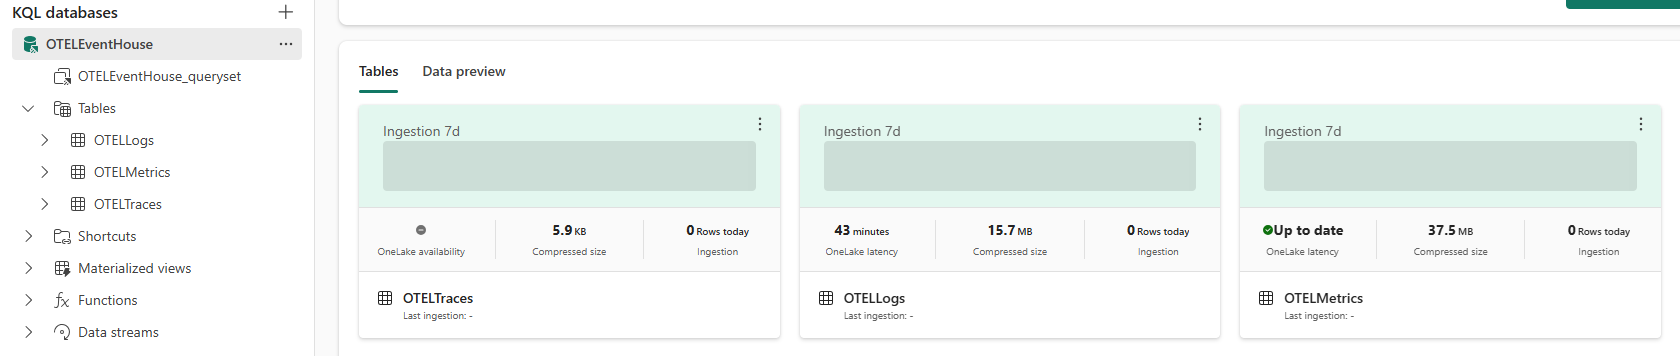 KQL databases
OTELEventHouse
OTELEventHouse_queryset
Tables
OTELLogs
OTELMetrics
OTELTraces
Shortcuts
Materialized views
Functions
Data streams
Tables Data preview
Ingestion 7d
OneLake availability
5.9 KB
Compressed size
0 Rows today
Ingestion
OTELTraces
Last ingestion: -
Ingestion 7d
43 minutes
OneLake latency
15.7 MB
Compressed size
0 Rows today
Ingestion
OTELLogs
Last ingestion: -
Ingestion 7d
Up to date
OneLake latency
37.5 MB
Compressed size
0 Rows today
Ingestion
OTELMetrics
Last ingestion: -